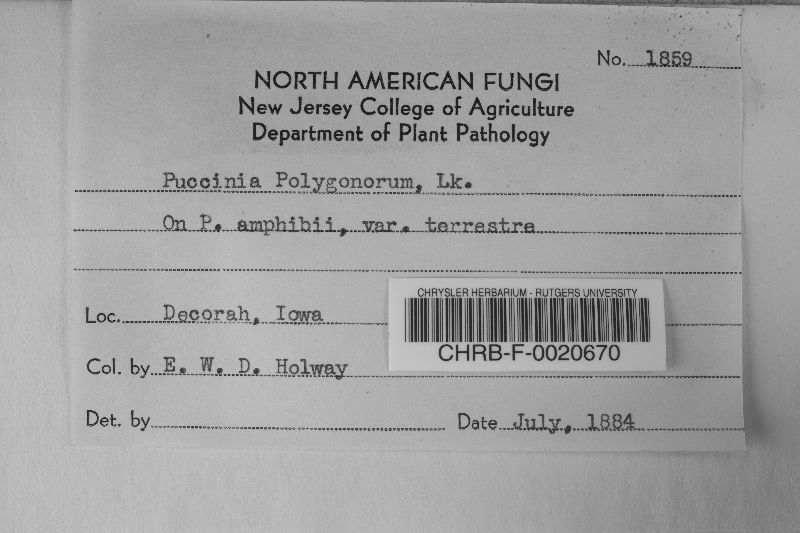 No. 1859
NORTH AMERICAN FUNGI
New Jersey College of Agriculture
Department of Plant Pathology
Puccinia Polygonorum, Lk.
On P. amphibii, var. terrestre
Loc. Decorah, Iowa
CHRYSLER HERBARIUM - RUTGERS UNIVERSITY
CHRB-F-0020670
Col. by E. W. D. Holway
Det. by
Date July, 1884